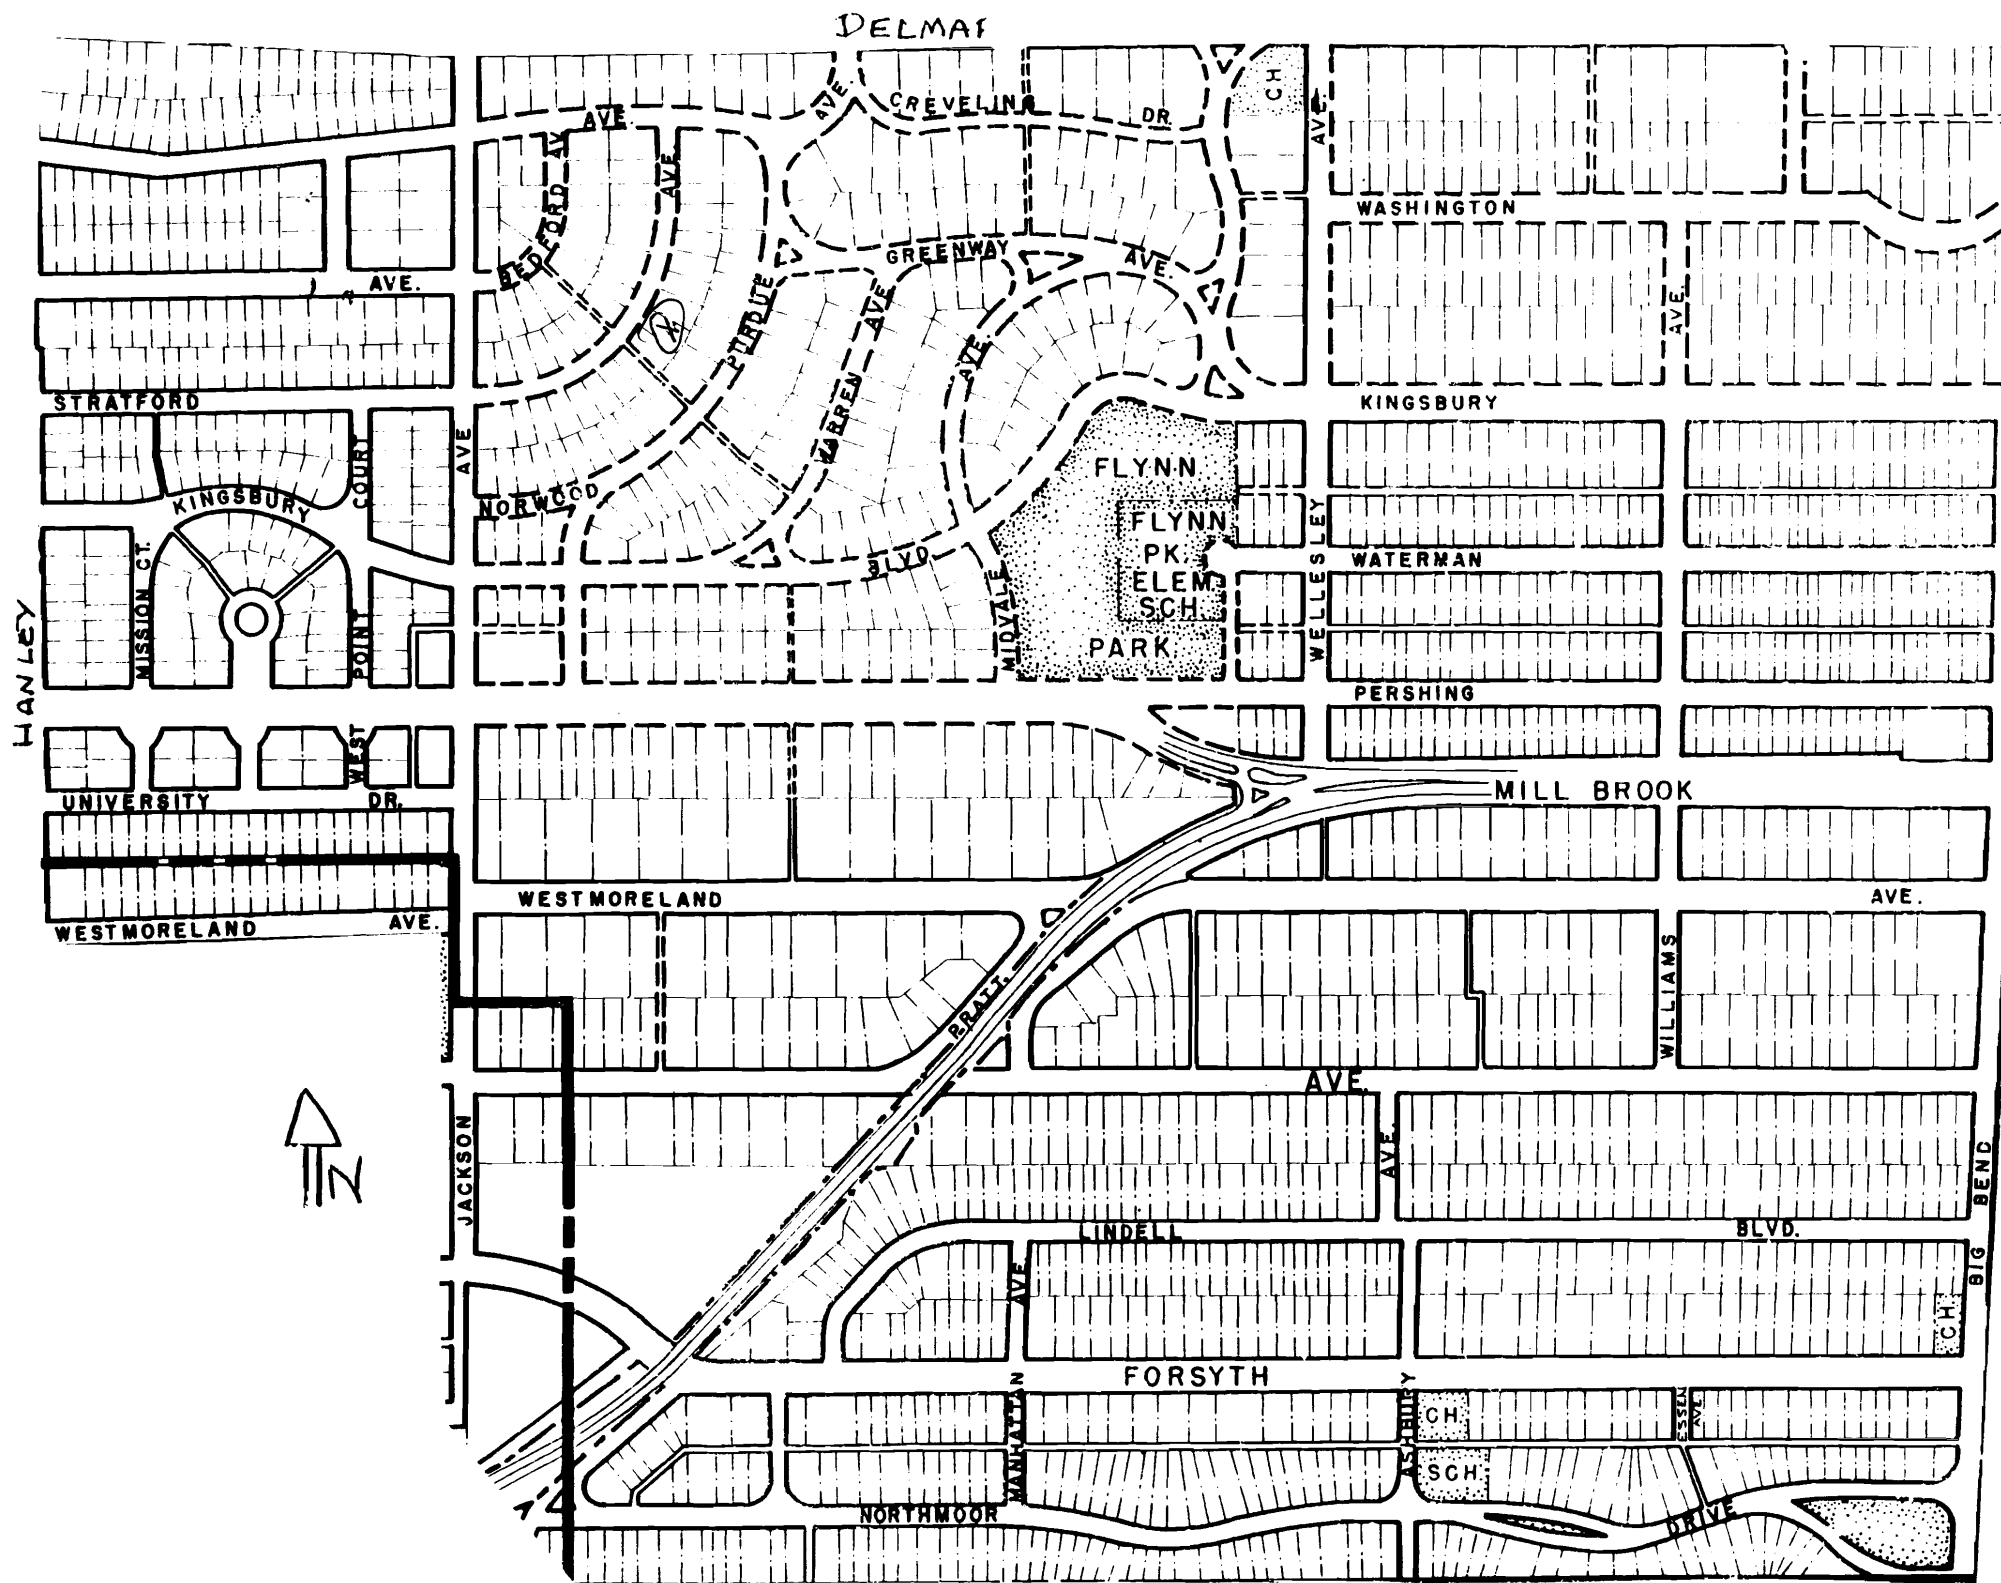 DELMAR
CREVELING DR.
AVE.
AVE.
CH
AVE.
BEDFORD AV
AVE.
WASHINGTON
GREENWAY AVE.
AVE.
PURDUE
WARREN AVE
AVE.
AVE.
STRATFORD
KINGSBURY
COURT
AVE
FLYNN
NORWOOD
KINGSBURY
FLYNN
PK.
ELEM
SCH.
PARK
WELLESLEY
WATERMAN
BLVD
MIDVALE
MISSION CT.
HANLEY
POINT
WEST
PERSHING
UNIVERSITY DR.
MILL BROOK
WESTMORELAND AVE.
WESTMORELAND AVE.
PRATT
WILLIAMS
AVE.
N
JACKSON
AVE.
BEND
BIG
LINDELL BLVD.
AVE
CH.
FORSYTH
MANHATTAN
ASHBURY
CH.
ESSEN AVE.
SCH.
NORTHMOOR DRIVE